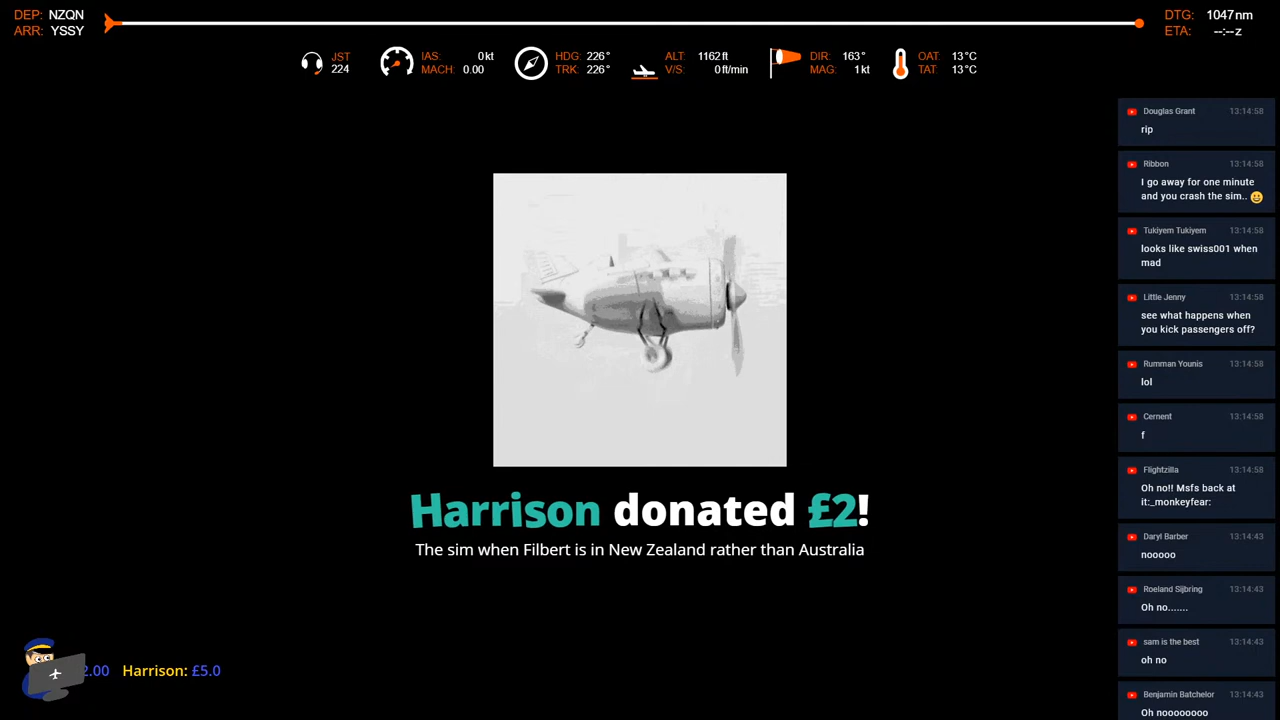 DEP: NZQN
ARR: YSSY
DTG: 1047nm
ETA: --:--z
JST
224
IAS: 0kt
MACH: 0.00
HDG: 226°
TRK: 226°
ALT: 1162ft
V/S: 0ft/min
DIR: 163°
MAG: 1kt
OAT: 13°C
TAT: 13°C
Douglas Grant 13:14:58
rip
Ribbon 13:14:58
I go away for one minute
and you crash the sim.. 😀
Tukiyem Tukiyem 13:14:58
looks like swiss001 when
mad
Little Jenny 13:14:58
see what happens when
you kick passengers off?
Rumman Younis 13:14:58
lol
Cernent 13:14:58
f
Flightzilla 13:14:58
Oh no!! Msfs back at
it:_monkeyfear:
Daryl Barber 13:14:43
nooooo
Roeland Sijbring 13:14:43
Oh no.......
sam is the best 13:14:43
oh no
Benjamin Batchelor 13:14:43
Oh noooooooo
Harrison donated £2!
The sim when Filbert is in New Zealand rather than Australia
2.00 Harrison: £5.0